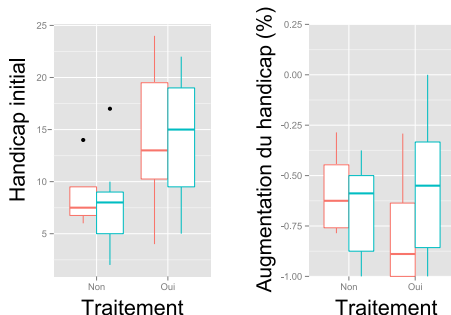 Handicap initial
25
20
15
10
5
Non
Oui
Traitement
Augmentation du handicap (%)
0.25
0.00
-0.25
-0.50
-0.75
-1.00
Non
Oui
Traitement